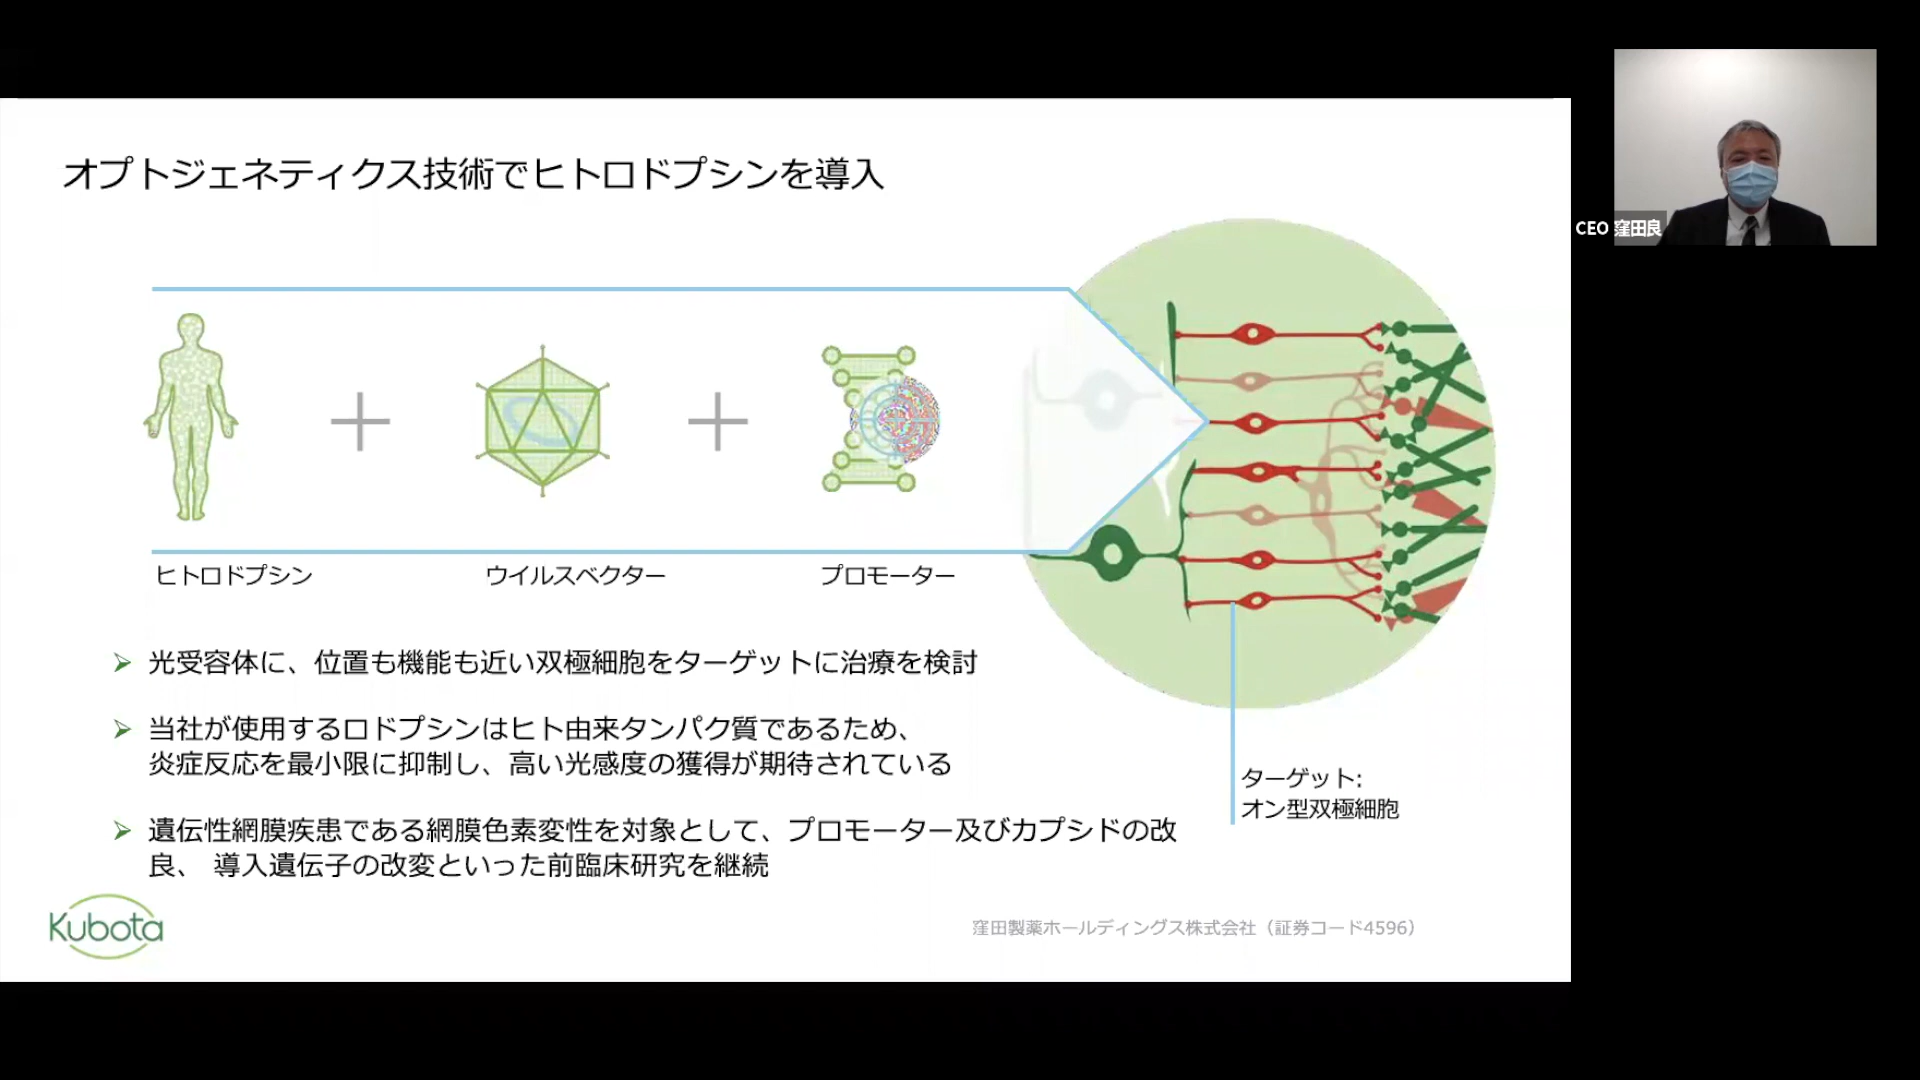 オプトジェネティクス技術でヒトロドプシンを導入
CEO 窪田良
ヒトロドプシン
ウイルスベクター
プロモーター
光受容体に、位置も機能も近い双極細胞をターゲットに治療を検討
当社が使用するロドプシンはヒト由来タンパク質であるため、
炎症反応を最小限に抑制し、高い光感度の獲得が期待されている
遺伝性網膜疾患である網膜色素変性を対象として、プロモーター及びカプシドの改
良、 導入遺伝子の改変といった前臨床研究を継続
ターゲット:
オン型双極細胞
Kubota
窪田製薬ホールディングス株式会社（証券コード4596）